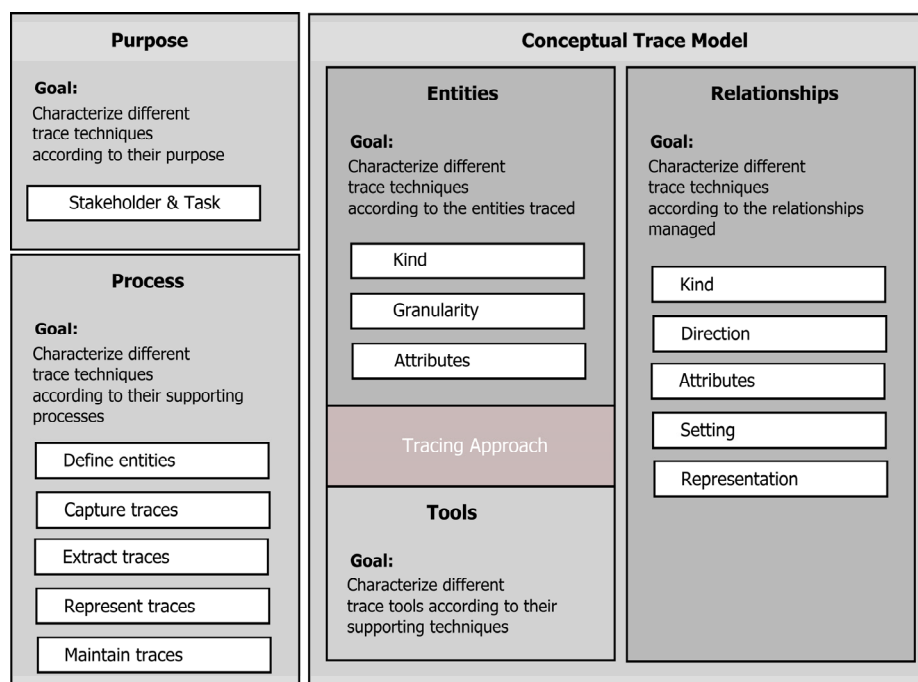 Purpose
Goal:
Characterize different
trace techniques
according to their purpose
Stakeholder & Task
Process
Goal:
Characterize different
trace techniques
according to their supporting
processes
Define entities
Capture traces
Extract traces
Represent traces
Maintain traces
Conceptual Trace Model
Entities
Goal:
Characterize different
trace techniques
according to the entities traced
Kind
Granularity
Attributes
Tracing Approach
Tools
Goal:
Characterize different
trace tools according to their
supporting techniques
Relationships
Goal:
Characterize different
trace techniques
according to the relationships
managed
Kind
Direction
Attributes
Setting
Representation